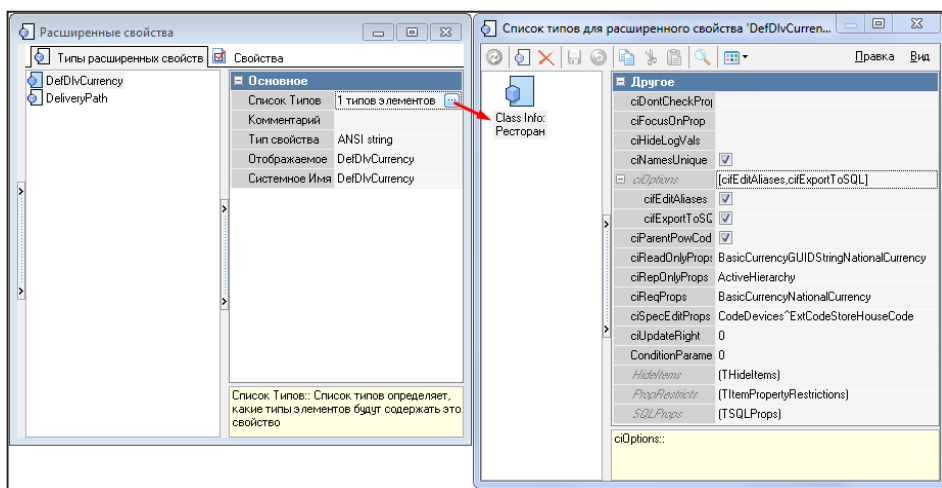 Расширенные свойства
Типы расширенных свойств
Свойства
DefDlvCurrency
DeliveryPath
Основное
Список Типов 1 типов элементов ...
Комментарий
Тип свойства ANSI string
Отображаемое DefDlvCurrency
Системное Имя DefDlvCurrency
Список Типов:: Список типов определяет,
какие типы элементов будут содержать это
свойство
Список типов для расширенного свойства 'DefDlvCurren...
Правка Вид
Class Info:
Ресторан
Другое
ciDontCheckProj
ciFocusOnProp
ciHideLogVals
ciNamesUnique
ciOptions [cifEditAliases,cifExportToSQL]
cifEditAliases
cifExportToSQ
ciParentPowCod
ciReadOnlyProps BasicCurrencyGUIDStringNationalCurrency
ciRepOnlyProps ActiveHierarchy
ciReqProps BasicCurrencyNationalCurrency
ciSpecEditProps CodeDevices^ExtCodeStoreHouseCode
ciUpdateRight 0
ConditionParame 0
HideItems (THideItems)
PropRestricts (TItemPropertyRestrictions)
SQLProps (TSQLProps)
ciOptions::